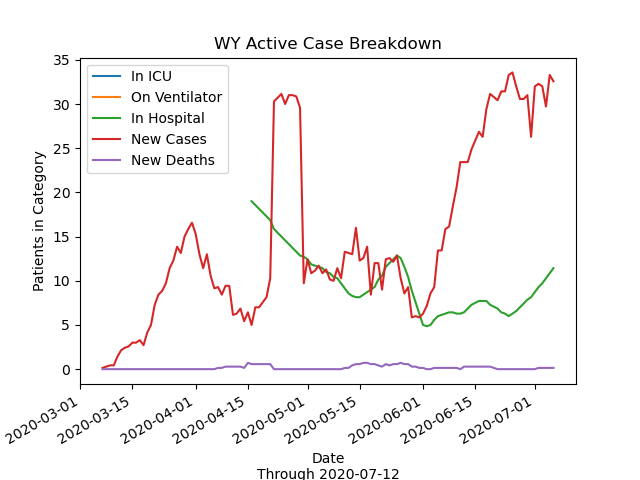 WY Active Case Breakdown
In ICU
On Ventilator
In Hospital
New Cases
New Deaths
Patients in Category
35
30
25
20
15
10
5
0
2020-03-01
2020-03-15
2020-04-01
2020-04-15
2020-05-01
2020-05-15
2020-06-01
2020-06-15
2020-07-01
Date
Through 2020-07-12